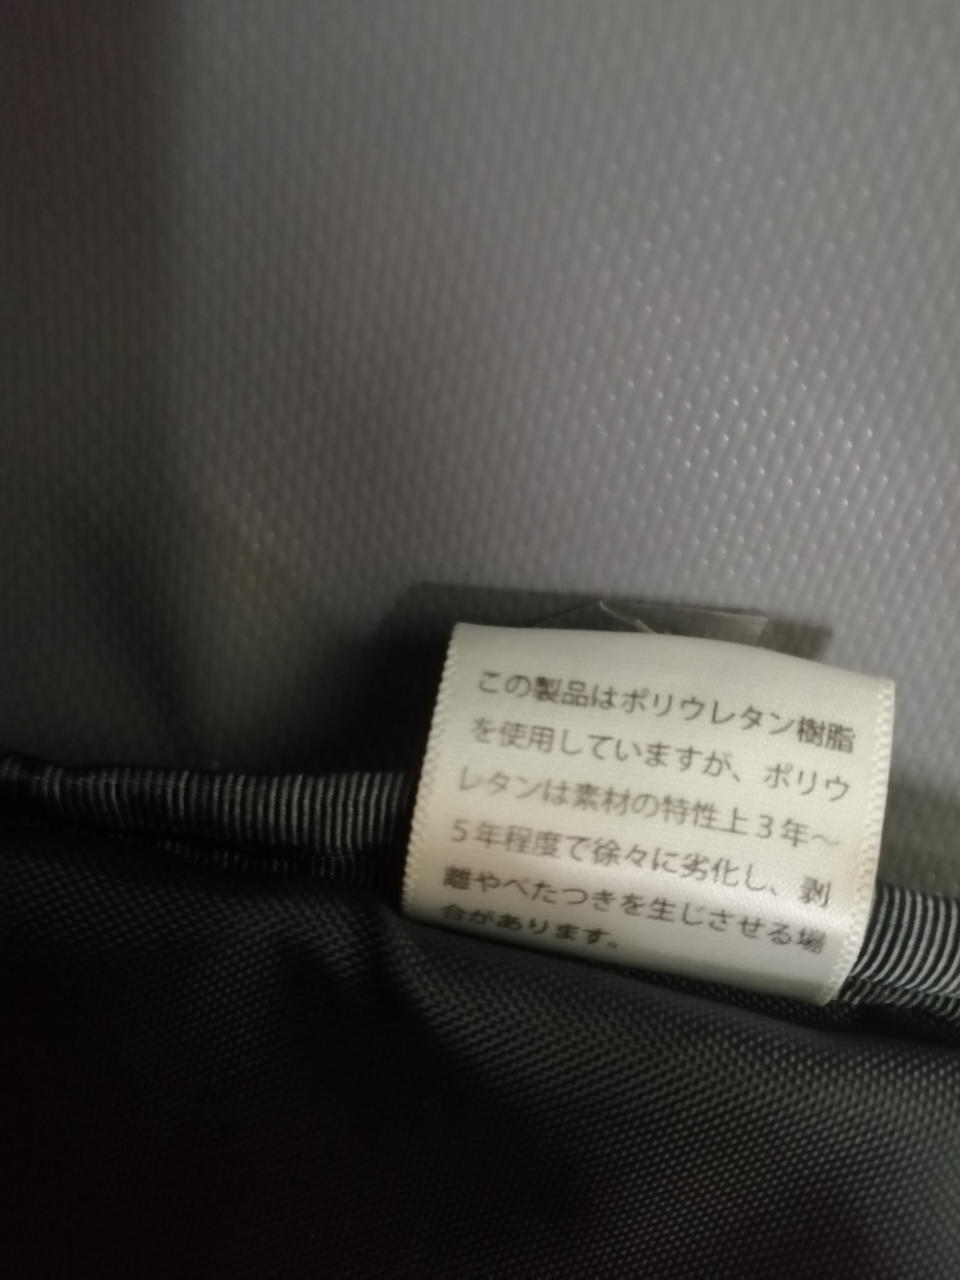 この製品はポリウレタン樹脂
を使用していますが、ポリウ
レタンは素材の特性上3年〜
5年程度で徐々に劣化し、剥
離やべたつきを生じさせる場
合があります。